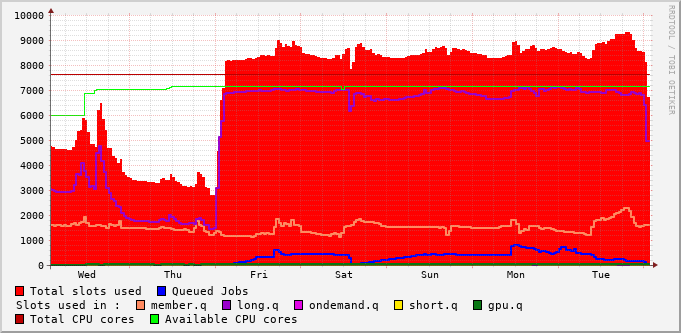 10000
9000
8000
7000
6000
5000
4000
3000
2000
1000
0
Wed Thu Fri Sat Sun Mon Tue
RRDTOOL / TOBI OETIKER
Total slots used Queued Jobs
Slots used in : member.q long.q ondemand.q short.q gpu.q
Total CPU cores Available CPU cores